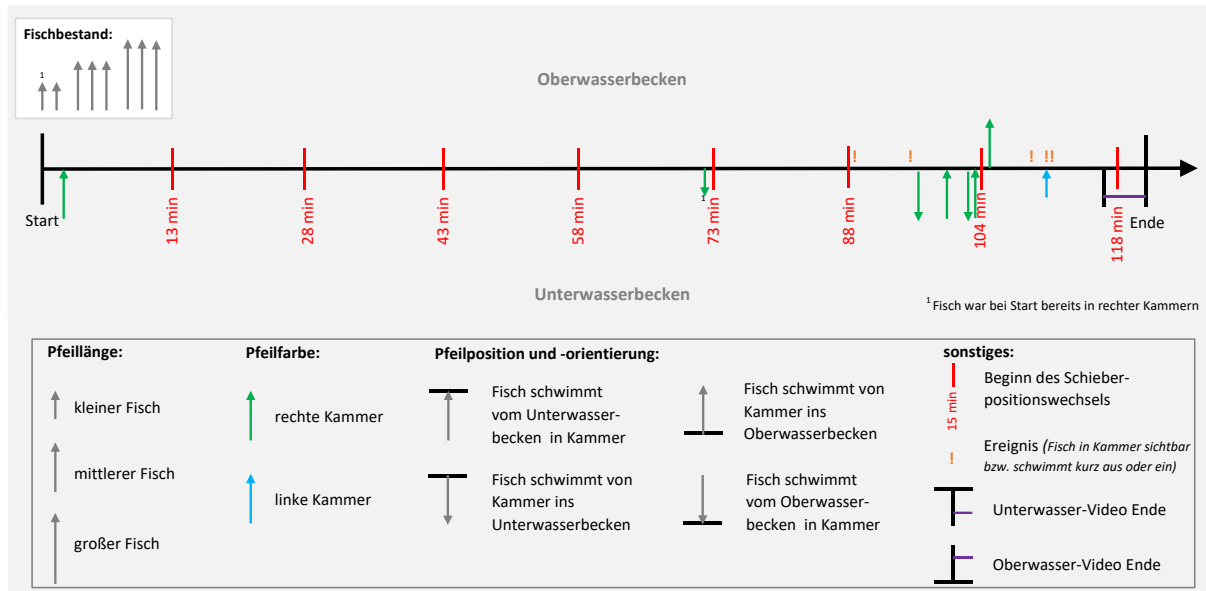 Fischbestand:
1
Oberwasserbecken
! ! ! !!
Start
13 min
28 min
43 min
58 min
1
73 min
88 min
104 min
118 min
Ende
Unterwasserbecken
1 Fisch war bei Start bereits in rechter Kammern
Pfeillänge:
kleiner Fisch
mittlerer Fisch
großer Fisch
Pfeilfarbe:
rechte Kammer
linke Kammer
Pfeilposition und -orientierung:
Fisch schwimmt
vom Unterwasser-
becken in Kammer
Fisch schwimmt von
Kammer ins
Unterwasserbecken
Fisch schwimmt von
Kammer ins
Oberwasserbecken
Fisch schwimmt
vom Oberwasser-
becken in Kammer
sonstiges:
15 min
Beginn des Schieber-
positionswechsels
! Ereignis (Fisch in Kammer sichtbar
bzw. schwimmt kurz aus oder ein)
Unterwasser-Video Ende
Oberwasser-Video Ende